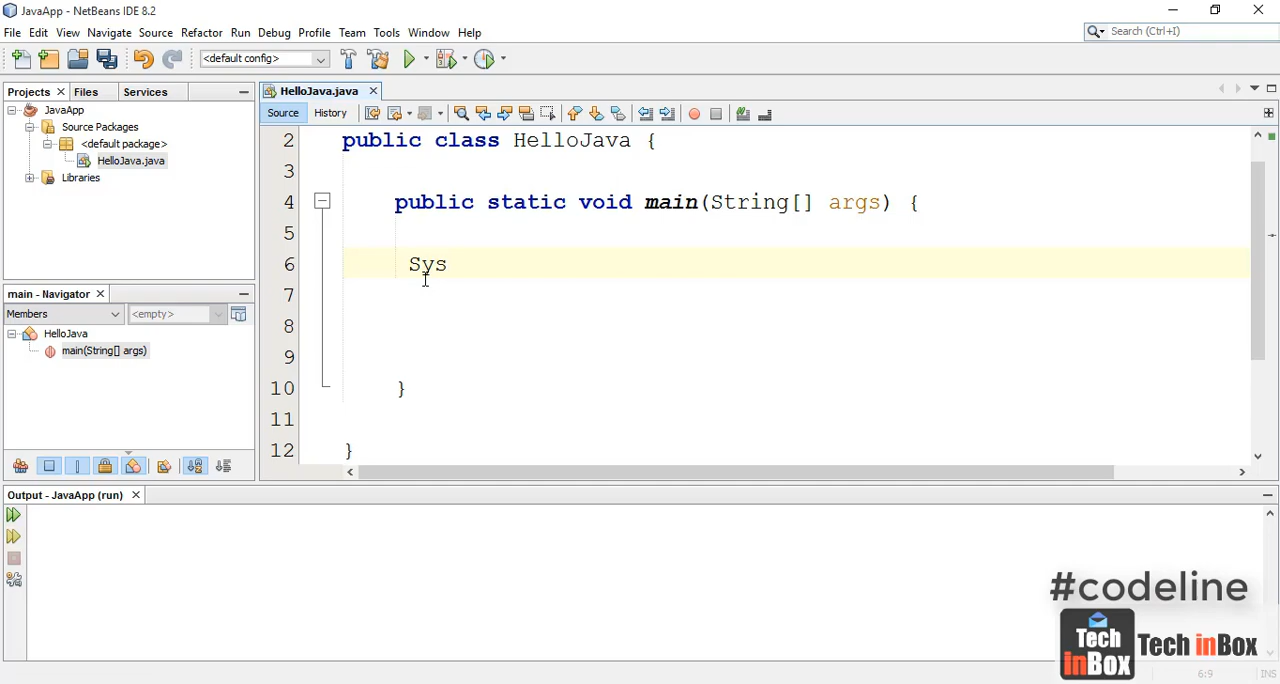 JavaApp - NetBeans IDE 8.2
File Edit View Navigate Source Refactor Run Debug Profile Team Tools Window Help
Search (Ctrl+I)
<default config>
Projects Files Services
HelloJava.java
Source History
JavaApp
Source Packages
<default package>
HelloJava.java
Libraries
main - Navigator
Members
<empty>
HelloJava
main(String[] args)
2 public class HelloJava {
3
4 public static void main(String[] args) {
5
6 Sys
7
8
9
10 }
11
12 }
Output - JavaApp (run)
#codeline
Tech
inBox
Tech inBox
6:9 INS